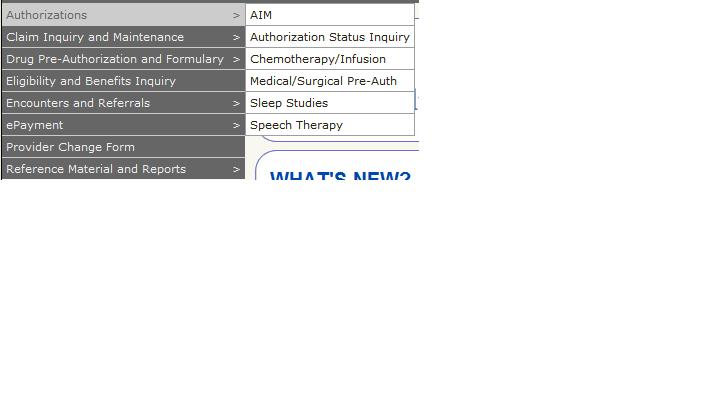 Authorizations >
Claim Inquiry and Maintenance >
Drug Pre-Authorization and Formulary >
Eligibility and Benefits Inquiry
Encounters and Referrals >
ePayment >
Provider Change Form
Reference Material and Reports >
AIM
Authorization Status Inquiry
Chemotherapy/Infusion
Medical/Surgical Pre-Auth
Sleep Studies
Speech Therapy
WHAT'S NEW?